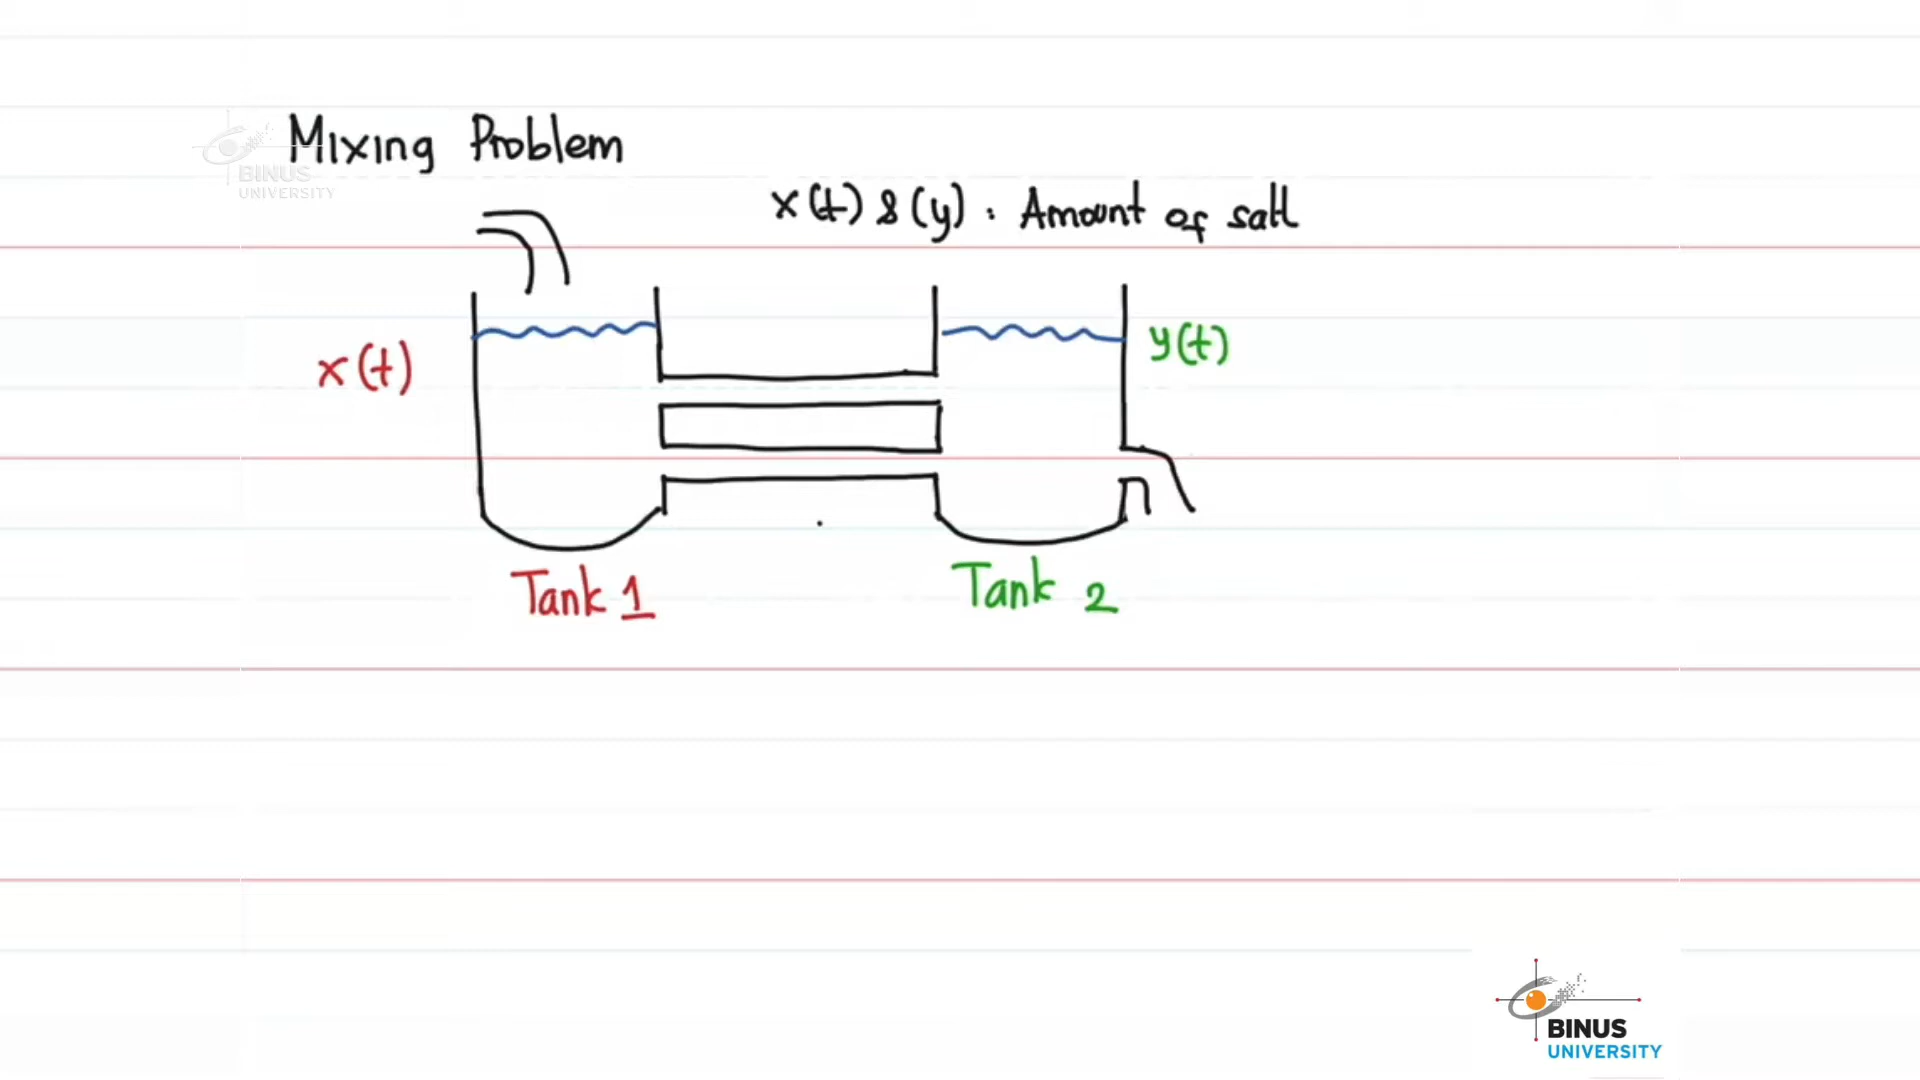 Mixing Problem
BINUS
UNIVERSITY
x(t) & (y) : Amount of salt
x(t)
y(t)
Tank 1
Tank 2
BINUS
UNIVERSITY